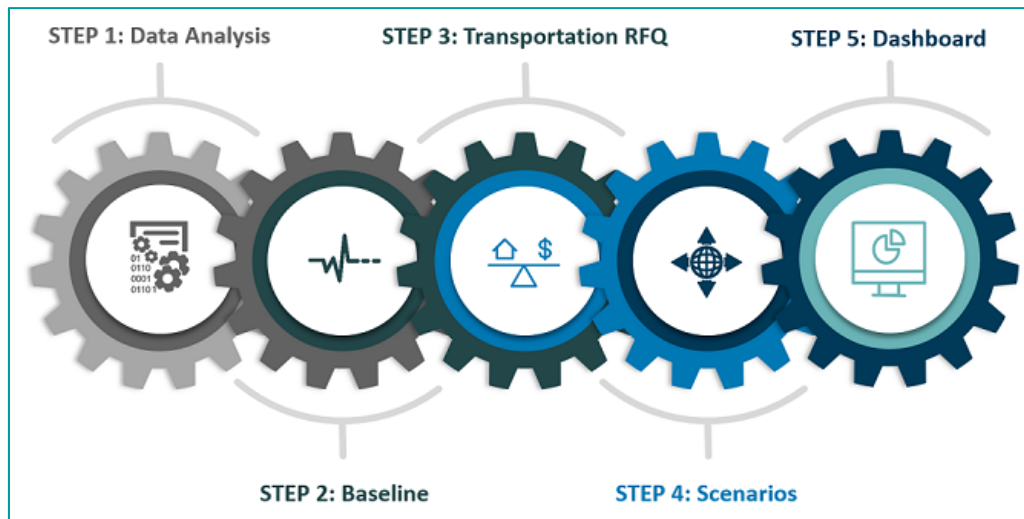 STEP 1: Data Analysis
STEP 3: Transportation RFQ
STEP 5: Dashboard
01
0110
0001
01101
$
STEP 2: Baseline
STEP 4: Scenarios